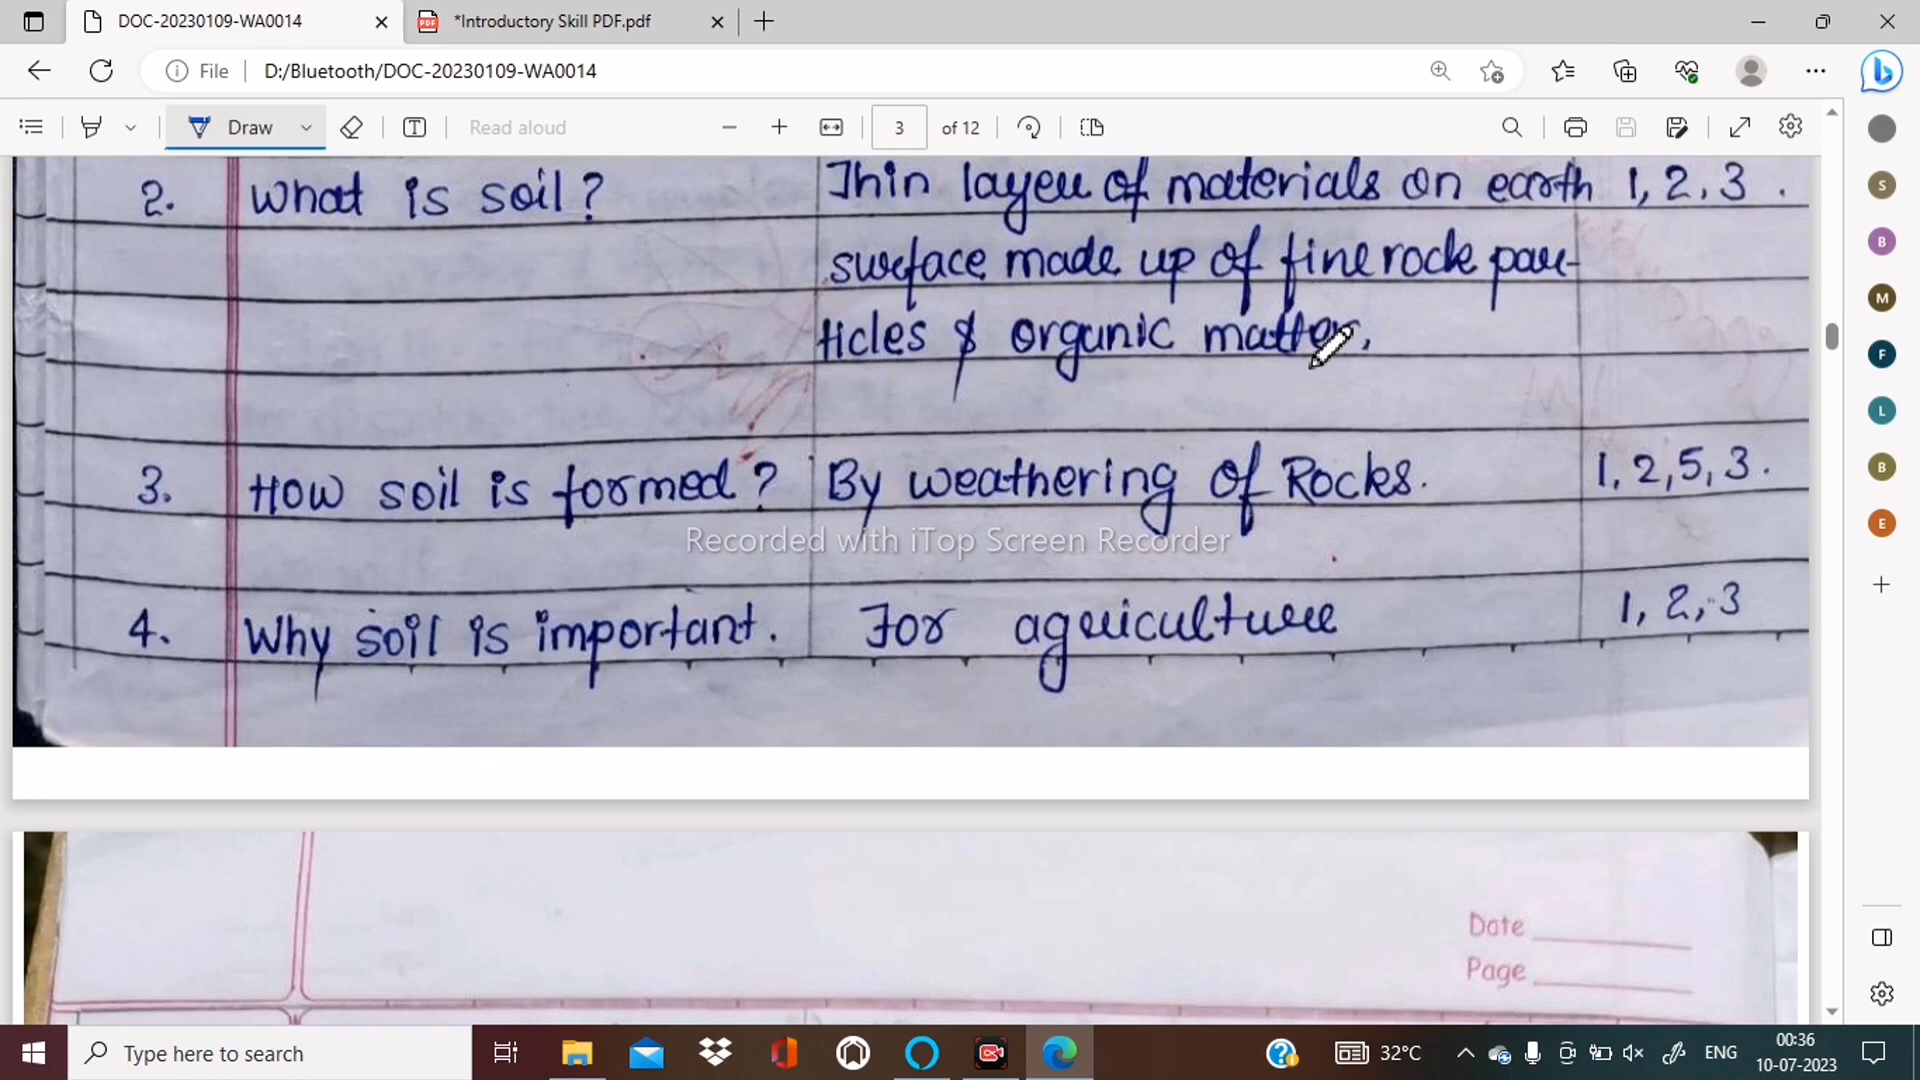 DOC-20230109-WA0014
*Introductory Skill PDF.pdf
File D:/Bluetooth/DOC-20230109-WA0014
Draw
Read aloud
3 of 12
2. What is soil? Thin layer of materials on earth 1, 2, 3.
surface made up of fine rock par-
ticles & organic matter.
3. How soil is formed? By weathering of Rocks. 1, 2, 5, 3.
Recorded with iTop Screen Recorder
4. Why soil is important. For agriculture 1, 2, 3
Date
Page
S
B
M
F
L
B
E
Type here to search
32°C
ENG
00:36
10-07-2023